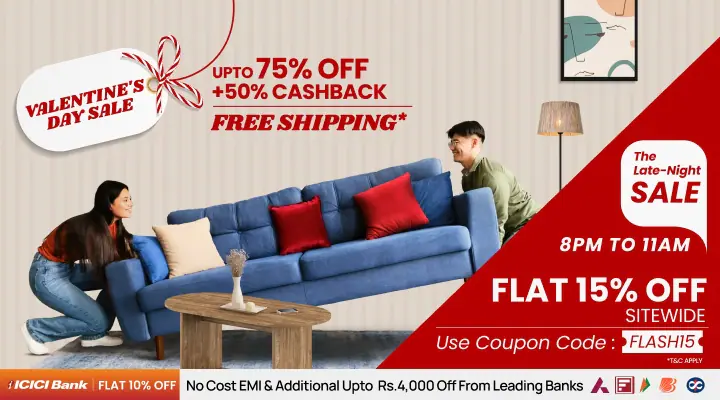 VALENTINE'S
DAY SALE
UPTO 75% OFF
+50% CASHBACK
FREE SHIPPING*
The
Late-Night
SALE
8PM TO 11AM
FLAT 15% OFF
SITEWIDE
Use Coupon Code : FLASH15
*T&C APPLY
ICICI Bank | FLAT 10% OFF
No Cost EMI & Additional Upto Rs.4,000 Off From Leading Banks